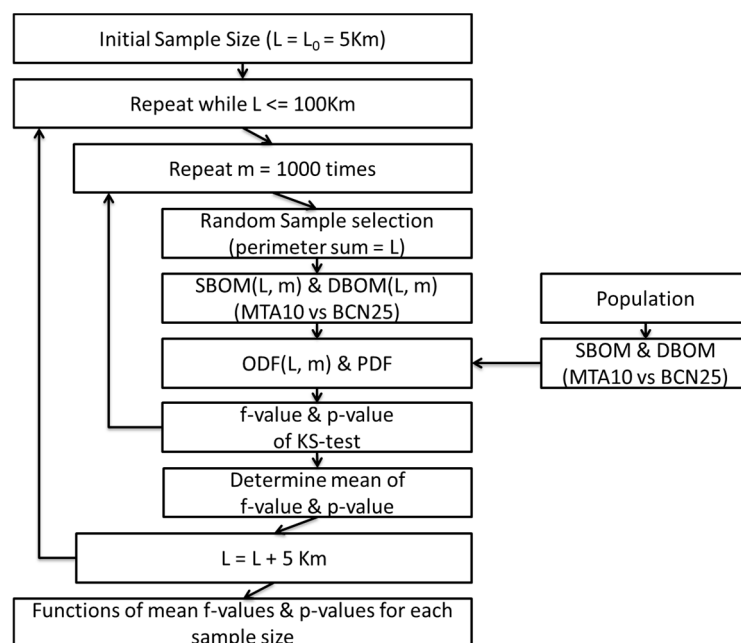 Initial Sample Size (L = L₀ = 5Km)
Repeat while L <= 100Km
Repeat m = 1000 times
Random Sample selection
(perimeter sum = L)
SBOM(L, m) & DBOM(L, m)
(MTA10 vs BCN25)
Population
SBOM & DBOM
(MTA10 vs BCN25)
ODF(L, m) & PDF
f-value & p-value
of KS-test
Determine mean of
f-value & p-value
L = L + 5 Km
Functions of mean f-values & p-values for each
sample size